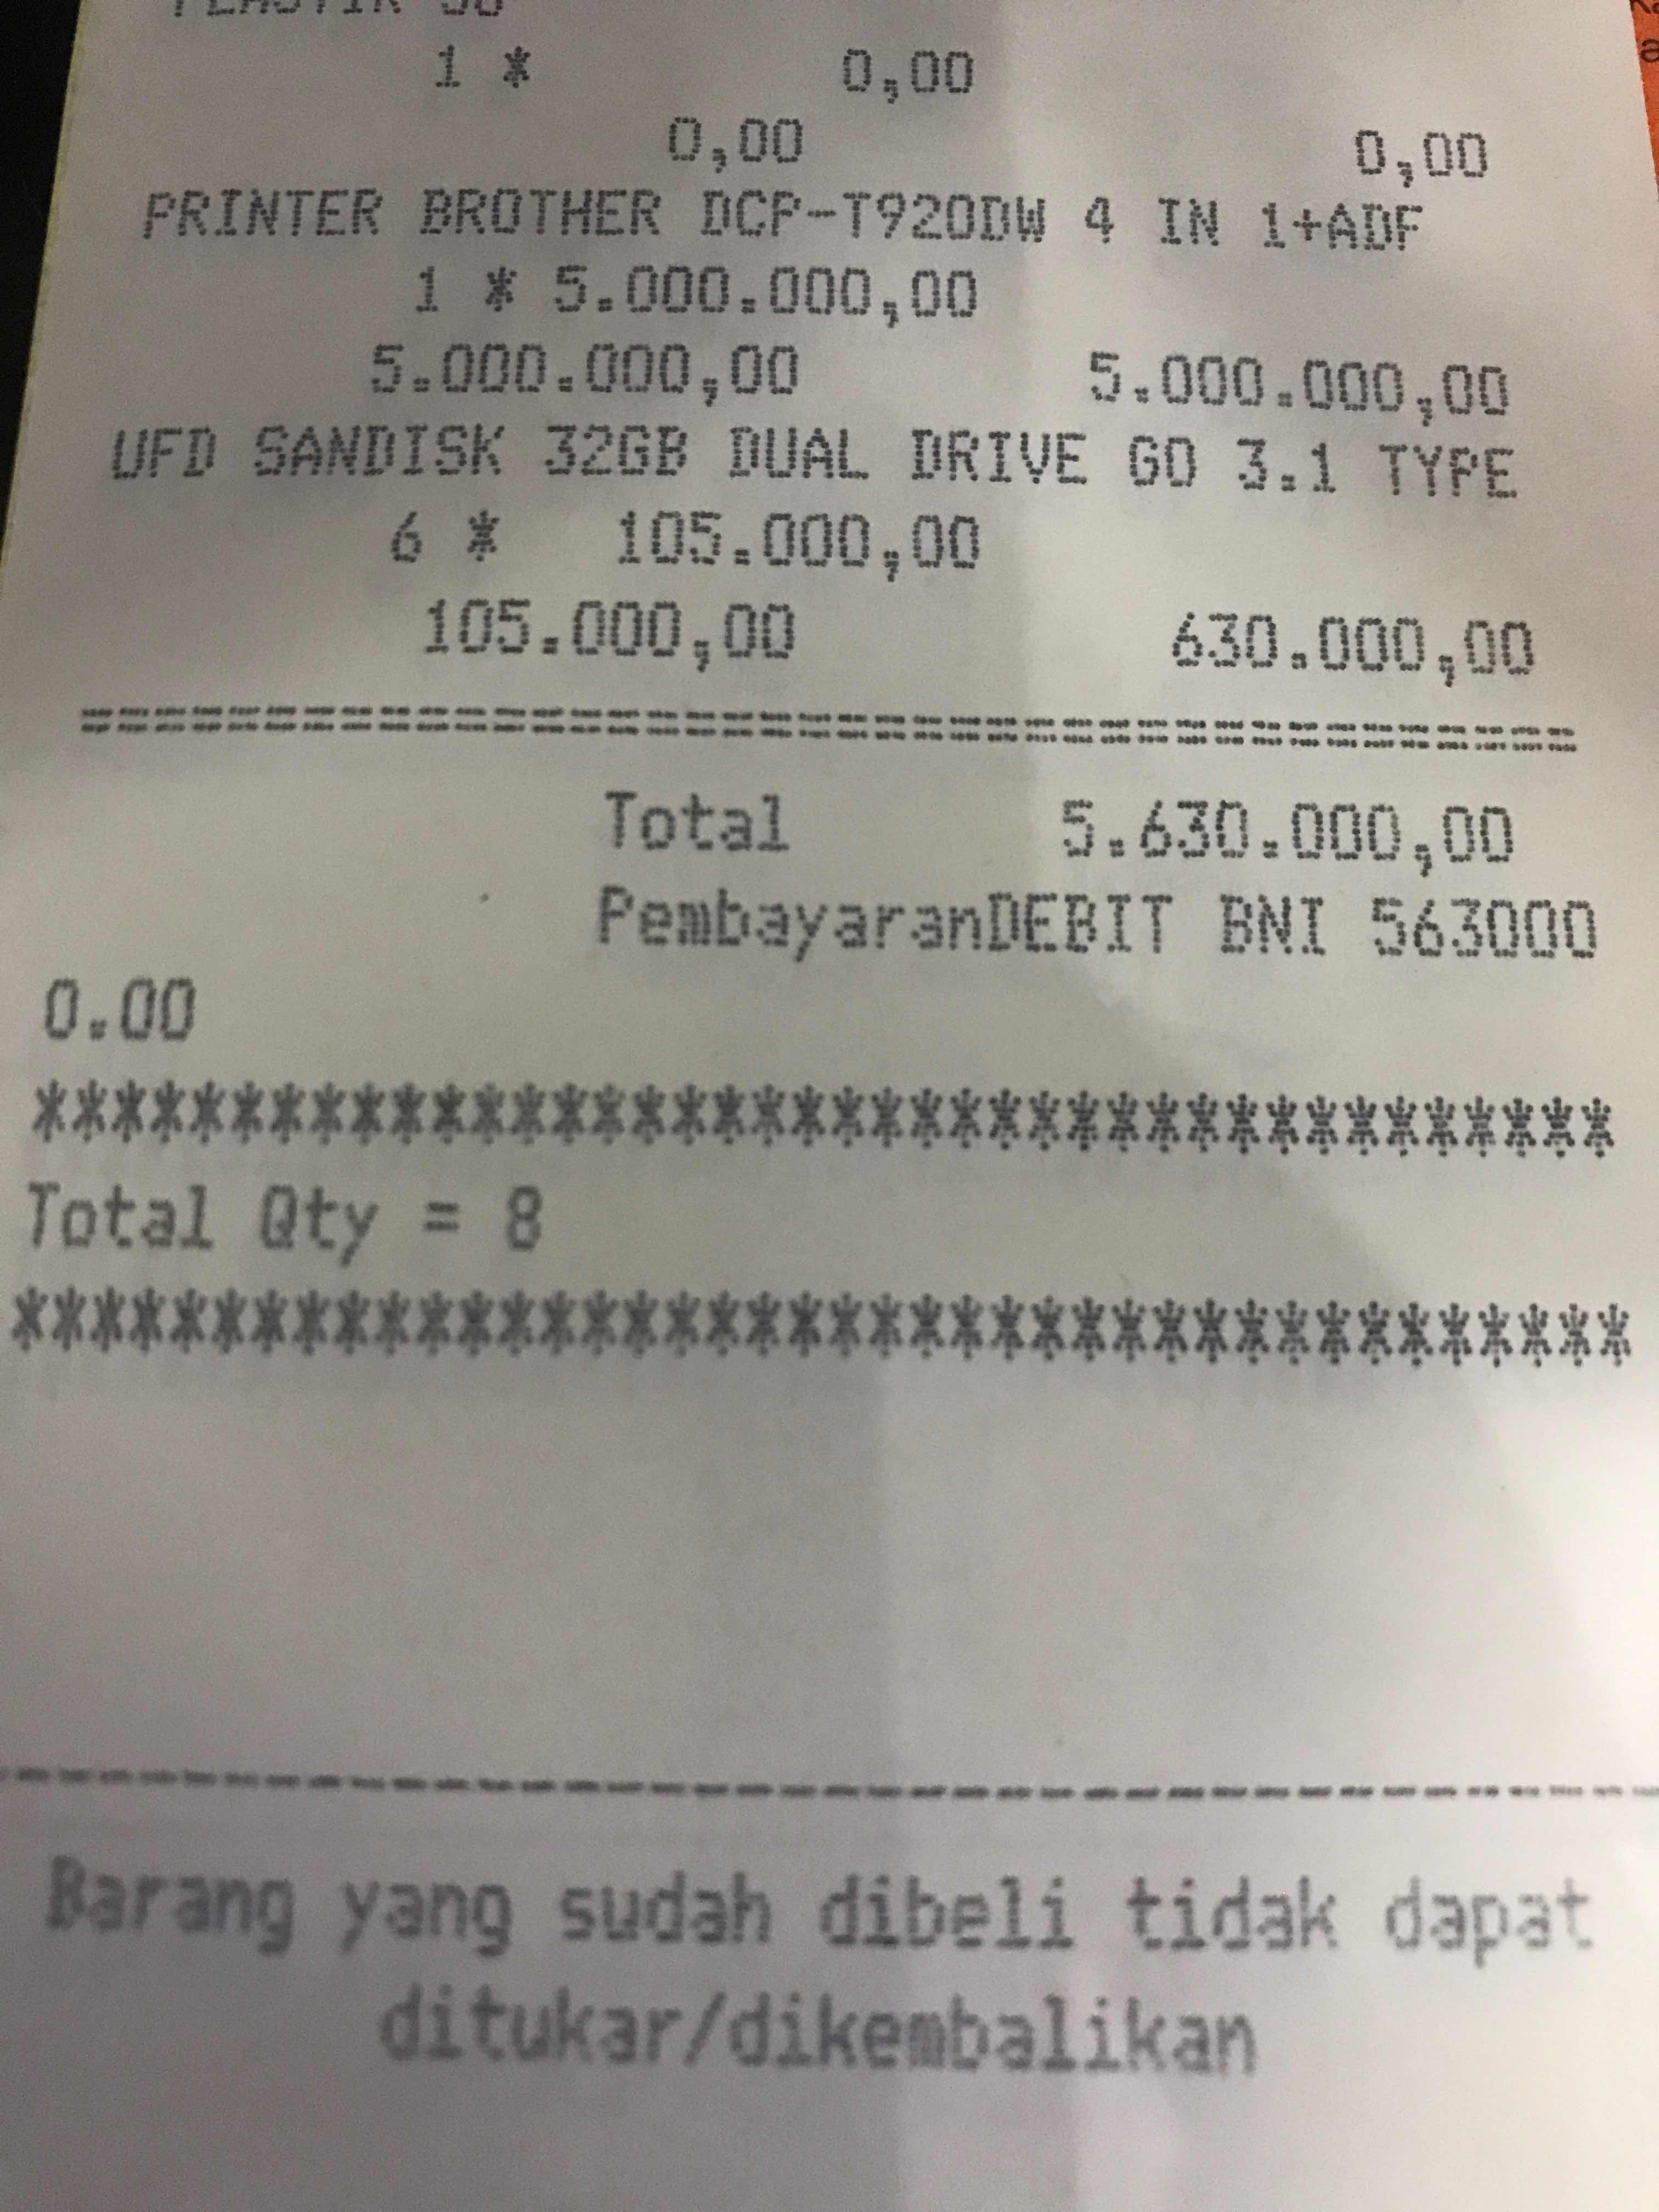 PLASTIK 38
1 * 0,00
0,00 0,00
PRINTER BROTHER DCP-T920DW 4 IN 1+ADF
1 * 5.000.000,00
5.000.000,00 5.000.000,00
UFD SANDISK 32GB DUAL DRIVE GO 3.1 TYPE
6 * 105.000,00
105.000,00 630.000,00
================================================
Total 5.630.000,00
PembayaranDEBIT BNI 563000
0.00
****************************************
Total Qty = 8
****************************************
----------------------------------------
Barang yang sudah dibeli tidak dapat
ditukar/dikembalikan